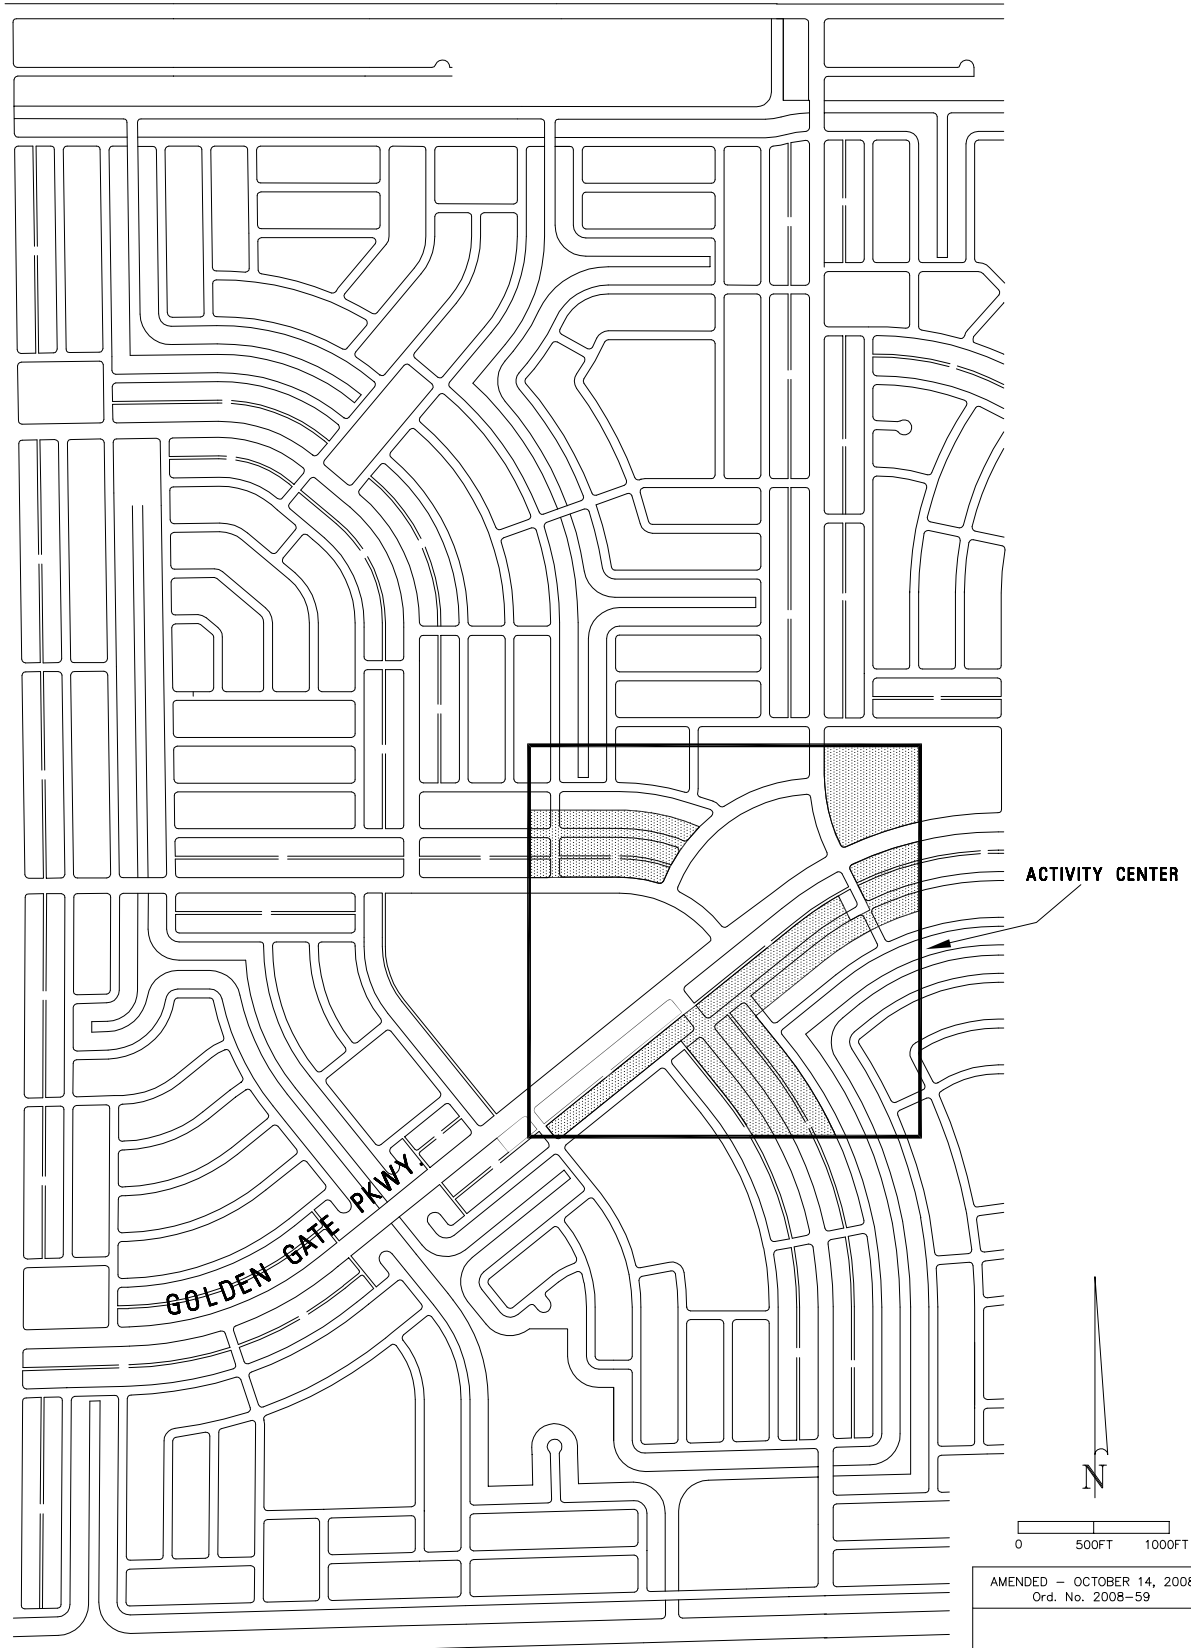 ACTIVITY CENTER
GOLDEN GATE PKWY.
N
0 500FT 1000FT
AMENDED – OCTOBER 14, 2008
Ord. No. 2008–59